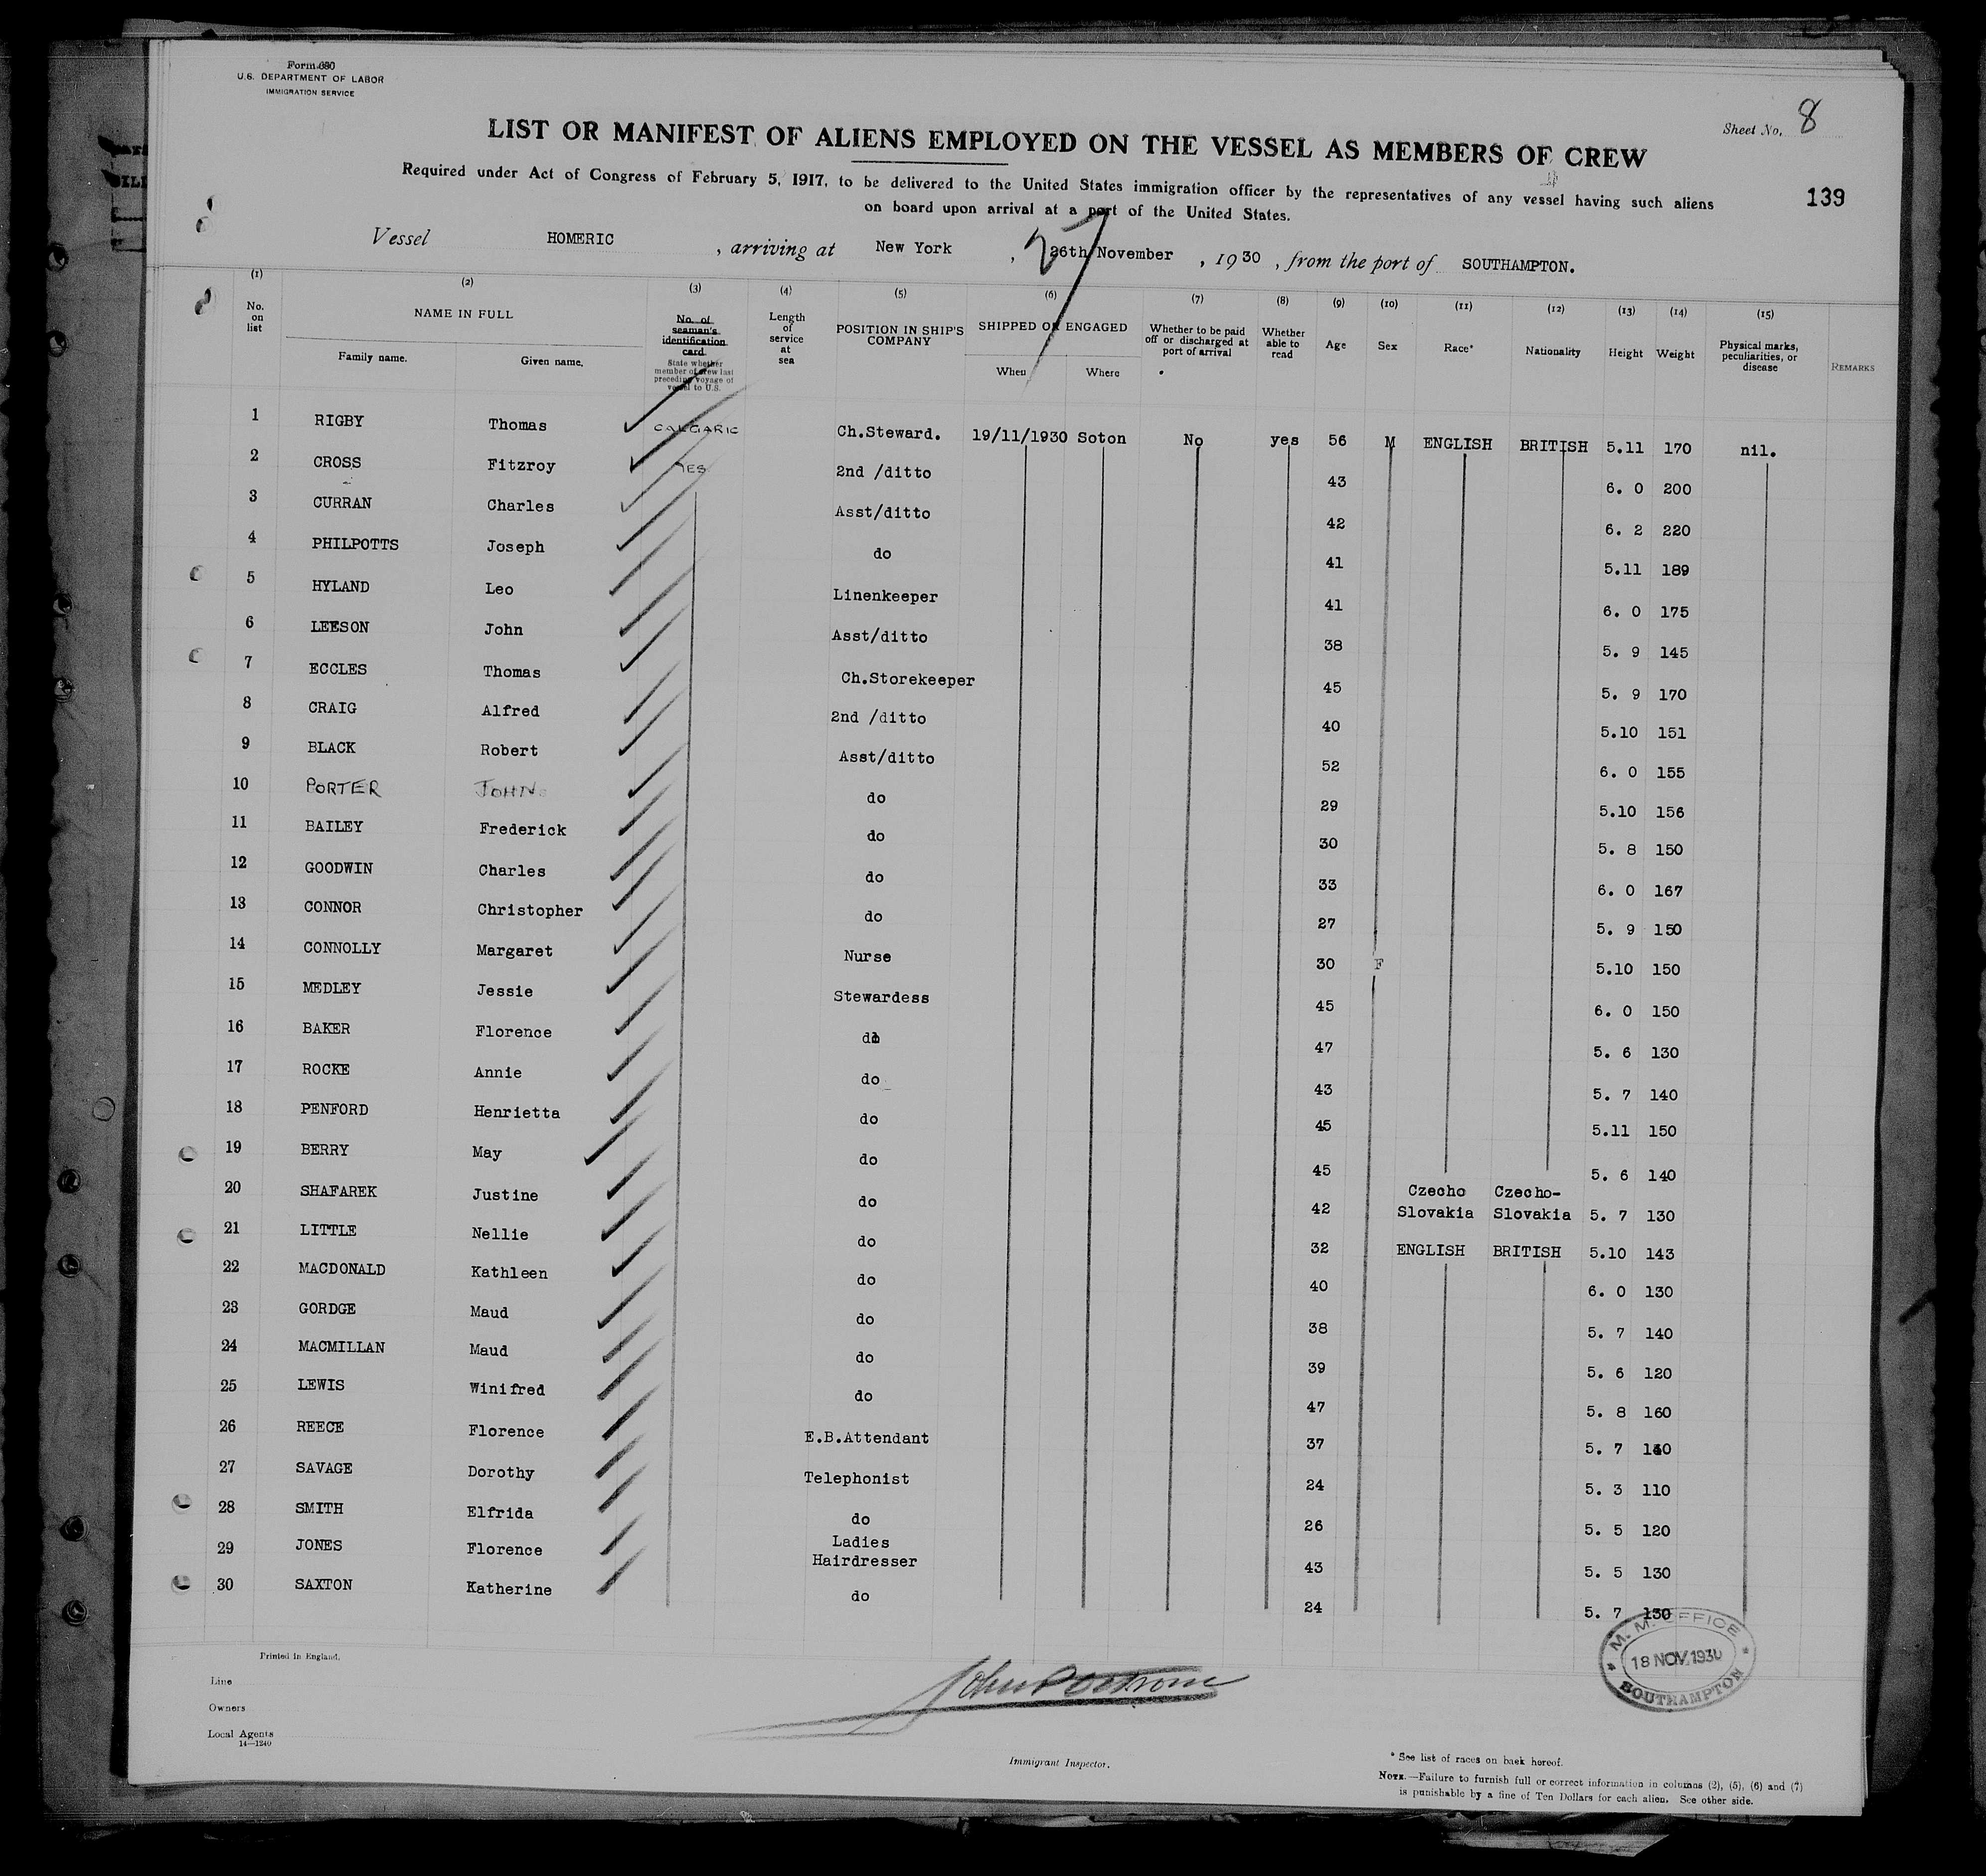 Form 680
U.S. DEPARTMENT OF LABOR
IMMIGRATION SERVICE
Sheet No. 8
LIST OR MANIFEST OF ALIENS EMPLOYED ON THE VESSEL AS MEMBERS OF CREW
Required under Act of Congress of February 5, 1917, to be delivered to the United States immigration officer by the representatives of any vessel having such aliens
on board upon arrival at a port of the United States.
139
Vessel HOMERIC , arriving at New York , 26th November , 1930 , from the port of SOUTHAMPTON.
27
(1) (2) (3) (4) (5) (6) (7) (8) (9) (10) (11) (12) (13) (14) (15)
No. on list
NAME IN FULL
Family name. Given name.
No. of seaman's identification card
State whether member of crew last preceding voyage of vessel to U.S.
Length of service at sea
POSITION IN SHIP'S COMPANY
SHIPPED OR ENGAGED
When Where
Whether to be paid off or discharged at port of arrival
Whether able to read
Age Sex Race* Nationality Height Weight
Physical marks, peculiarities, or disease
REMARKS
1 RIGBY Thomas CALGARIC Ch.Steward. 19/11/1930 Soton No yes 56 M ENGLISH BRITISH 5.11 170 nil.
2 CROSS Fitzroy YES 2nd /ditto 43 6. 0 200
3 CURRAN Charles Asst/ditto 42 6. 2 220
4 PHILPOTTS Joseph do 41 5.11 189
5 HYLAND Leo Linenkeeper 41 6. 0 175
6 LEESON John Asst/ditto 38 5. 9 145
7 ECCLES Thomas Ch.Storekeeper 45 5. 9 170
8 CRAIG Alfred 2nd /ditto 40 5.10 151
9 BLACK Robert Asst/ditto 52 6. 0 155
10 PORTER JOHN do 29 5.10 156
11 BAILEY Frederick do 30 5. 8 150
12 GOODWIN Charles do 33 6. 0 167
13 CONNOR Christopher do 27 5. 9 150
14 CONNOLLY Margaret Nurse 30 F 5.10 150
15 MEDLEY Jessie Stewardess 45 6. 0 150
16 BAKER Florence do 47 5. 6 130
17 ROCKE Annie do 43 5. 7 140
18 PENFORD Henrietta do 45 5.11 150
19 BERRY May do 45 5. 6 140
20 SHAFAREK Justine do 42 Czecho Slovakia Czecho-Slovakia 5. 7 130
21 LITTLE Nellie do 32 ENGLISH BRITISH 5.10 143
22 MACDONALD Kathleen do 40 6. 0 130
23 GORDGE Maud do 38 5. 7 140
24 MACMILLAN Maud do 39 5. 6 120
25 LEWIS Winifred do 47 5. 8 160
26 REECE Florence E.B.Attendant 37 5. 7
27 SAVAGE Dorothy Telephonist 24 5. 3 110
28 SMITH Elfrida do 26 5. 5 120
29 JONES Florence Ladies Hairdresser 43 5. 5 130
30 SAXTON Katherine do 24 5. 7 130
M. M. OFFICE
18 NOV 1930
SOUTHAMPTON
Printed in England.
Line
Owners
Local Agents
14—1240
Immigrant Inspector.
* See list of races on back hereof.
NOTE.—Failure to furnish full or correct information in columns (2), (5), (6) and (7)
is punishable by a fine of Ten Dollars for each alien. See other side.